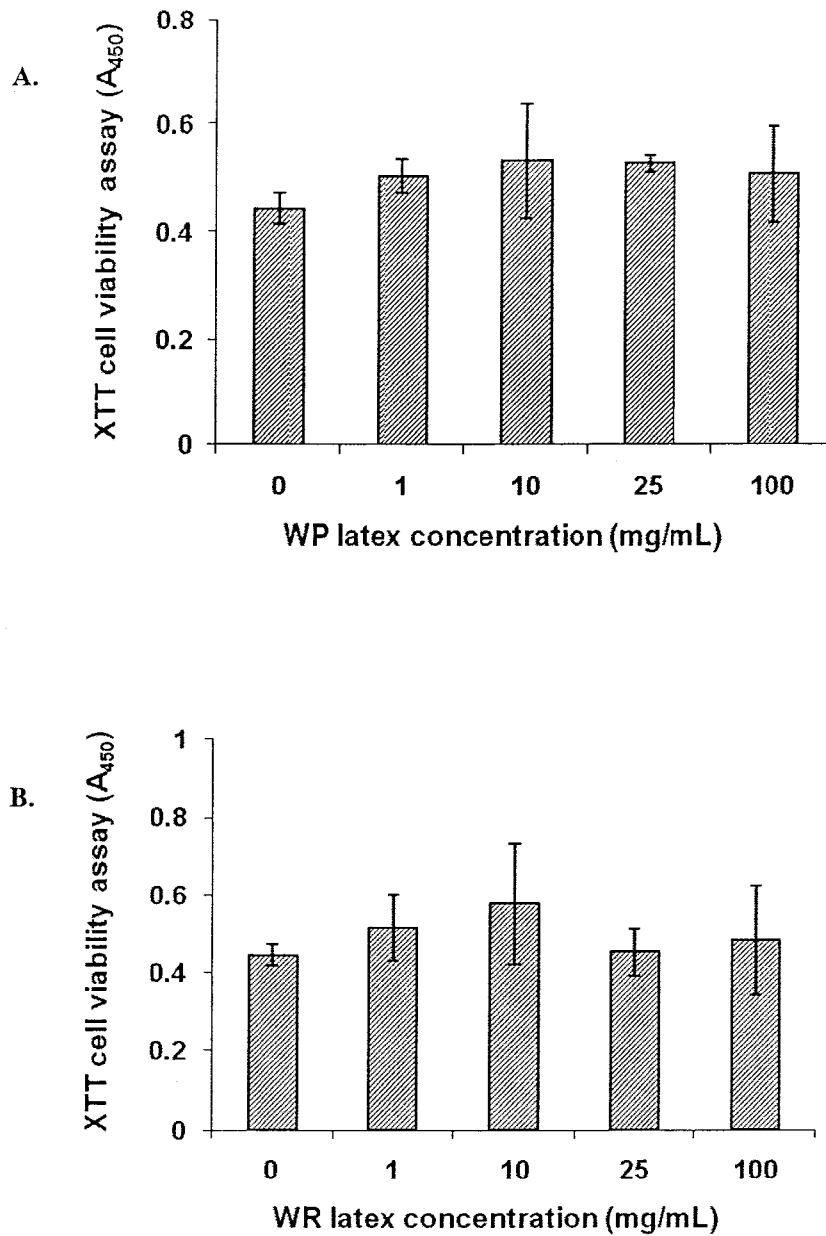 A.
XTT cell viability assay (A450)
0.8
0.6
0.4
0.2
0
0 1 10 25 100
WP latex concentration (mg/mL)
B.
XTT cell viability assay (A450)
1
0.8
0.6
0.4
0.2
0
0 1 10 25 100
WR latex concentration (mg/mL)